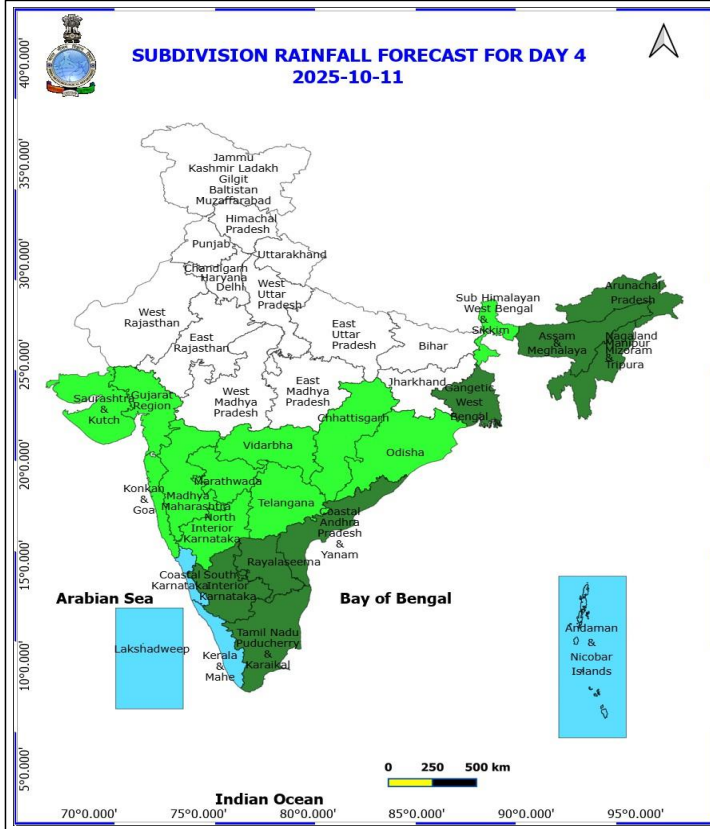 SUBDIVISION RAINFALL FORECAST FOR DAY 4
2025-10-11
40°0.000'
35°0.000'
30°0.000'
25°0.000'
20°0.000'
15°0.000'
10°0.000'
5°0.000'
Jammu
Kashmir Ladakh
Gilgit
Baltistan
Muzaffarabad
Himachal
Pradesh
Punjab
Uttarakhand
Chandigarh
Haryana
Delhi
West
Uttar
Pradesh
West
Rajasthan
East
Rajasthan
East
Uttar
Pradesh
Bihar
Sub Himalayan
West Bengal
&
Sikkim
Arunachal
Pradesh
Assam
&
Meghalaya
Nagaland
Manipur
Mizoram
&
Tripura
Saurashtra
&
Kutch
Gujarat
Region
West
Madhya
Pradesh
East
Madhya
Pradesh
Jharkhand
Gangetic
West
Bengal
Chhattisgarh
Odisha
Vidarbha
Konkan
&
Goa
Madhya
Maharashtra
Marathwada
Telangana
North
Interior
Karnataka
Coastal
Andhra
Pradesh
&
Yanam
Rayalaseema
Coastal
Karnataka
South
Interior
Karnataka
Arabian Sea
Bay of Bengal
Lakshadweep
Kerala
&
Mahe
Tamil Nadu
Puducherry
&
Karaikal
Andaman
&
Nicobar
Islands
0 250 500 km
Indian Ocean
70°0.000' 75°0.000' 80°0.000' 85°0.000' 90°0.000' 95°0.000'